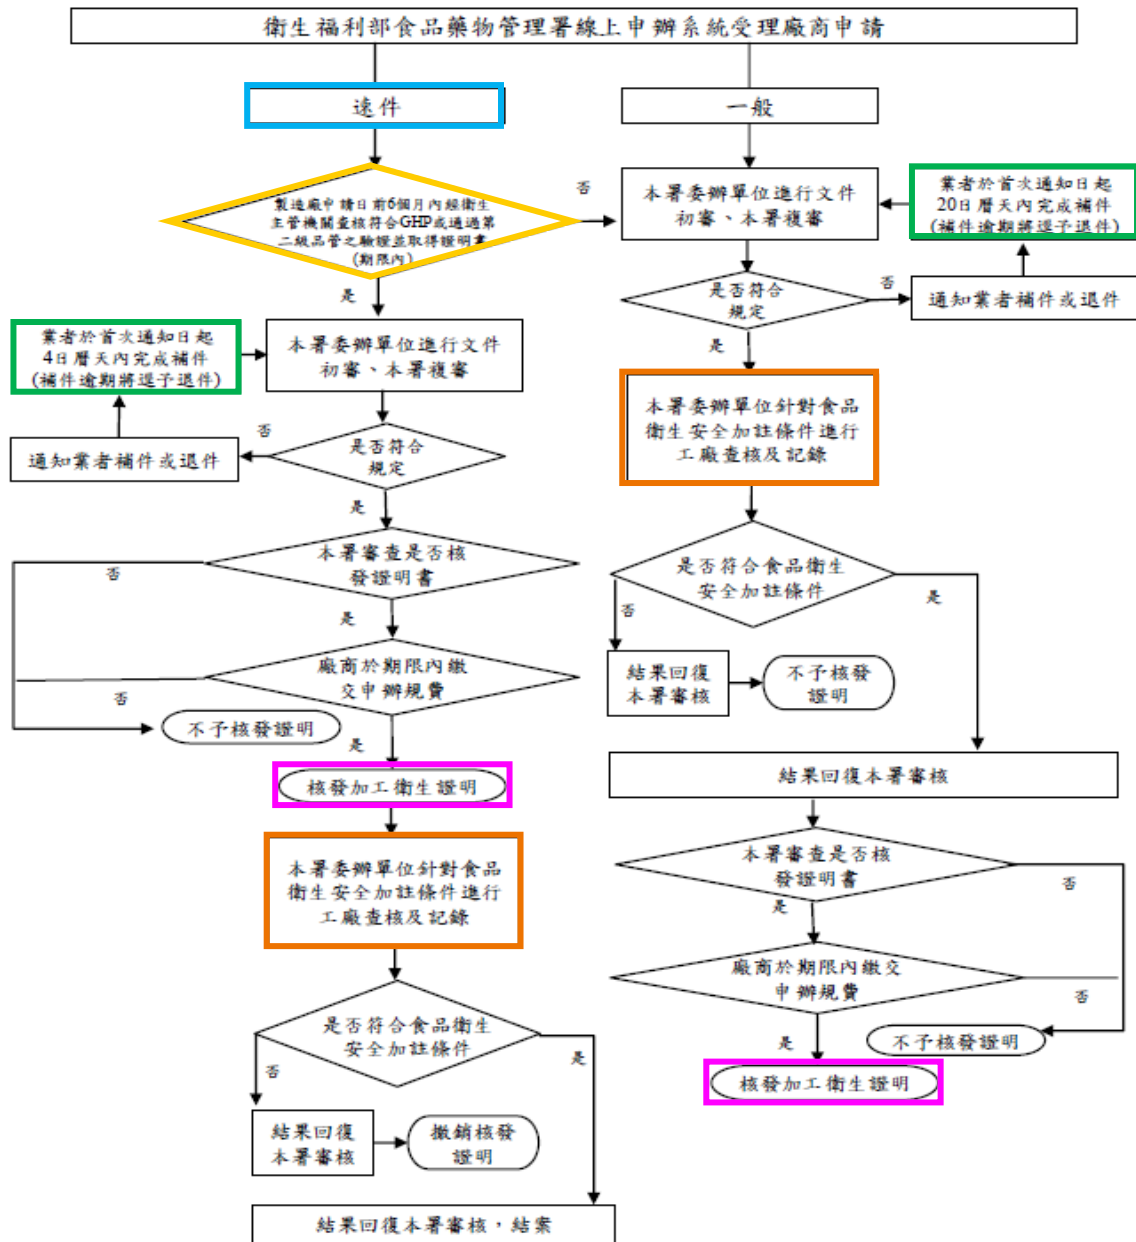 衛生福利部食品藥物管理署線上申辦系統受理廠商申請
速件
一般
製造廠申請日前6個月內經衛生
主管機關查核符合GHP或通過第
二級品管之驗證並取得證明書
(期限內)
否
是
本署委辦單位進行文件
初審、本署複審
業者於首次通知日起
20日曆天內完成補件
(補件逾期將逕予退件)
是否符合
規定
否
通知業者補件或退件
是
業者於首次通知日起
4日曆天內完成補件
(補件逾期將逕予退件)
本署委辦單位進行文件
初審、本署複審
本署委辦單位針對食品
衛生安全加註條件進行
工廠查核及記錄
通知業者補件或退件
否
是否符合
規定
是
本署審查是否核
發證明書
否
是
是否符合食品衛生
安全加註條件
否
是
廠商於期限內繳
交申辦規費
否
是
不予核發證明
結果回復
本署審核
不予核發
證明
核發加工衛生證明
結果回復本署審核
本署委辦單位針對食品
衛生安全加註條件進行
工廠查核及記錄
本署審查是否核
發證明書
否
是
廠商於期限內繳交
申辦規費
否
是
不予核發證明
核發加工衛生證明
是否符合食品衛生
安全加註條件
否
是
結果回復
本署審核
撤銷核發
證明
結果回復本署審核，結案